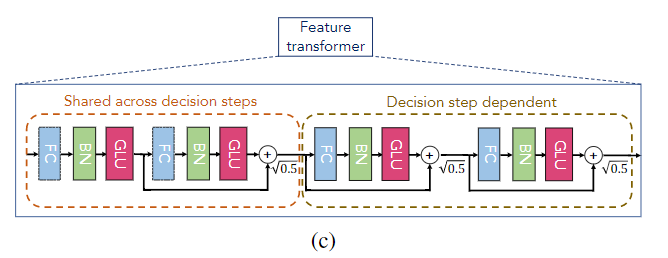 Feature
transformer
Shared across decision steps
Decision step dependent
FC
BN
GLU
FC
BN
GLU
+
√0.5
FC
BN
GLU
+
√0.5
FC
BN
GLU
+
√0.5
(c)